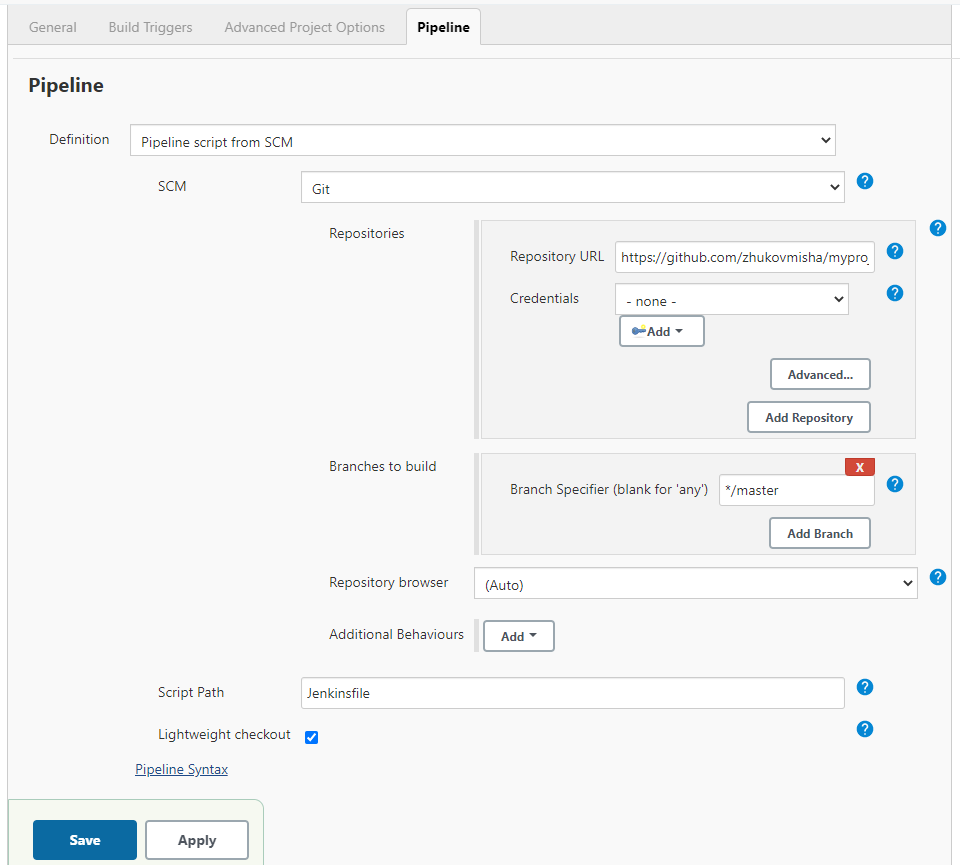 General Build Triggers Advanced Project Options Pipeline
Pipeline
Definition Pipeline script from SCM
SCM Git ?
Repositories ?
Repository URL https://github.com/zhukovmisha/mypro ?
Credentials - none - ?
Add
Advanced...
Add Repository
Branches to build
X
Branch Specifier (blank for 'any') */master ?
Add Branch
Repository browser (Auto) ?
Additional Behaviours Add
Script Path Jenkinsfile ?
Lightweight checkout ?
Pipeline Syntax
Save Apply